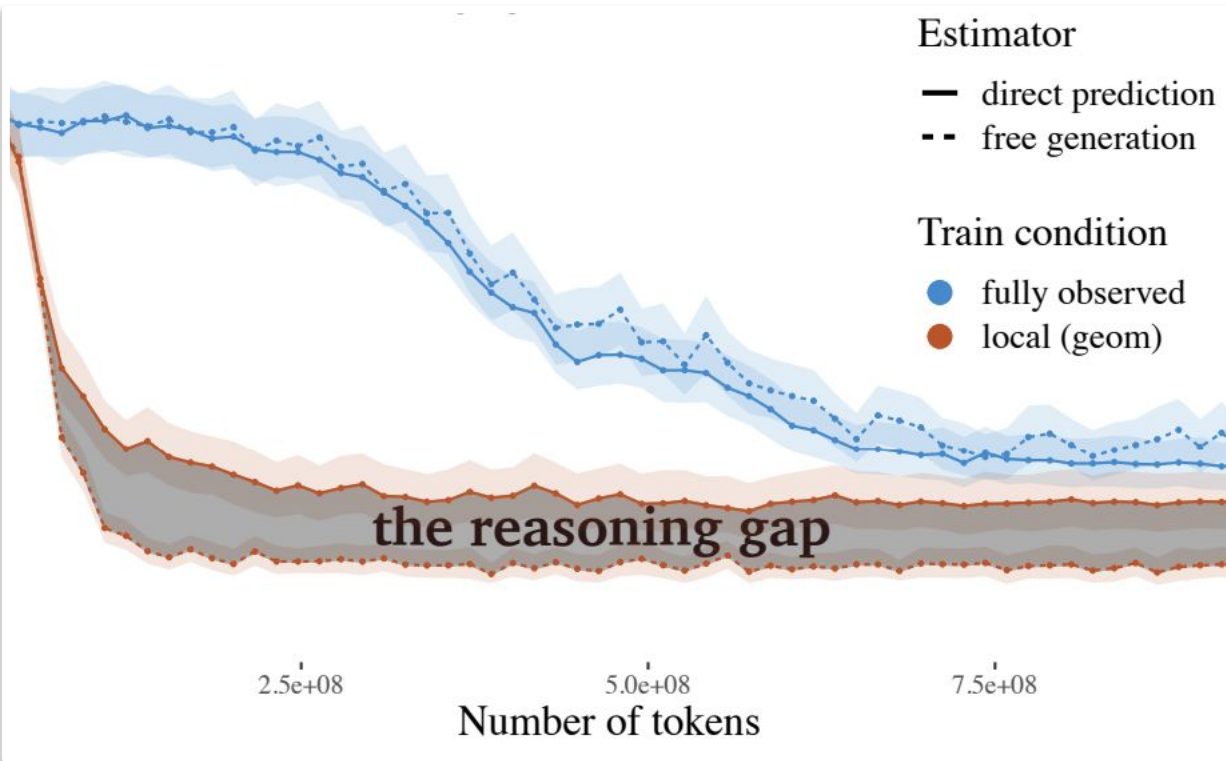 Estimator
direct prediction
free generation
Train condition
fully observed
local (geom)
the reasoning gap
2.5e+08
5.0e+08
7.5e+08
Number of tokens